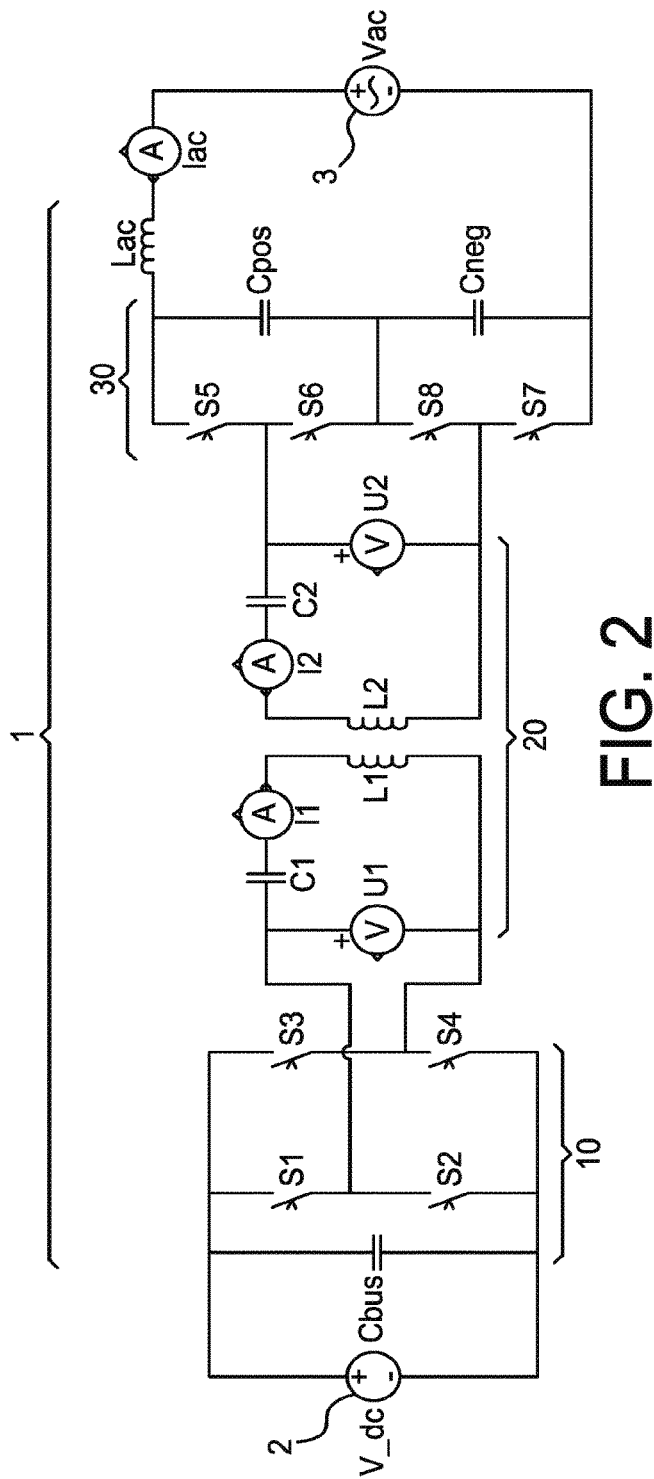 1
30
Lac
Iac
A
3
Vac
Cpos
Cneg
S5
S6
S8
S7
U2
V
C2
I2
A
L2
L1
I1
A
C1
U1
V
20
S3
S4
S1
S2
10
Cbus
2
V_dc
FIG. 2